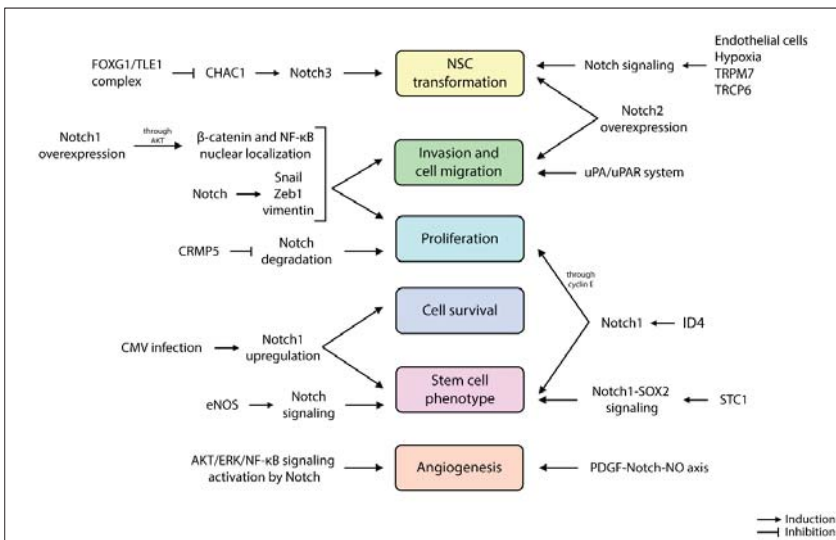 FOXG1/TLE1
complex
CHAC1
Notch3
NSC
transformation
Notch signaling
Endothelial cells
Hypoxia
TRPM7
TRCP6
Notch2
overexpression
Notch1
overexpression
through
AKT
β-catenin and NF-κB
nuclear localization
Notch
Snail
Zeb1
vimentin
Invasion and
cell migration
uPA/uPAR system
CRMP5
Notch
degradation
Proliferation
through
cyclin E
Cell survival
Notch1
ID4
CMV infection
Notch1
upregulation
Stem cell
phenotype
eNOS
Notch
signaling
Notch1-SOX2
signaling
STC1
AKT/ERK/NF-κB signaling
activation by Notch
Angiogenesis
PDGF-Notch-NO axis
Induction
Inhibition